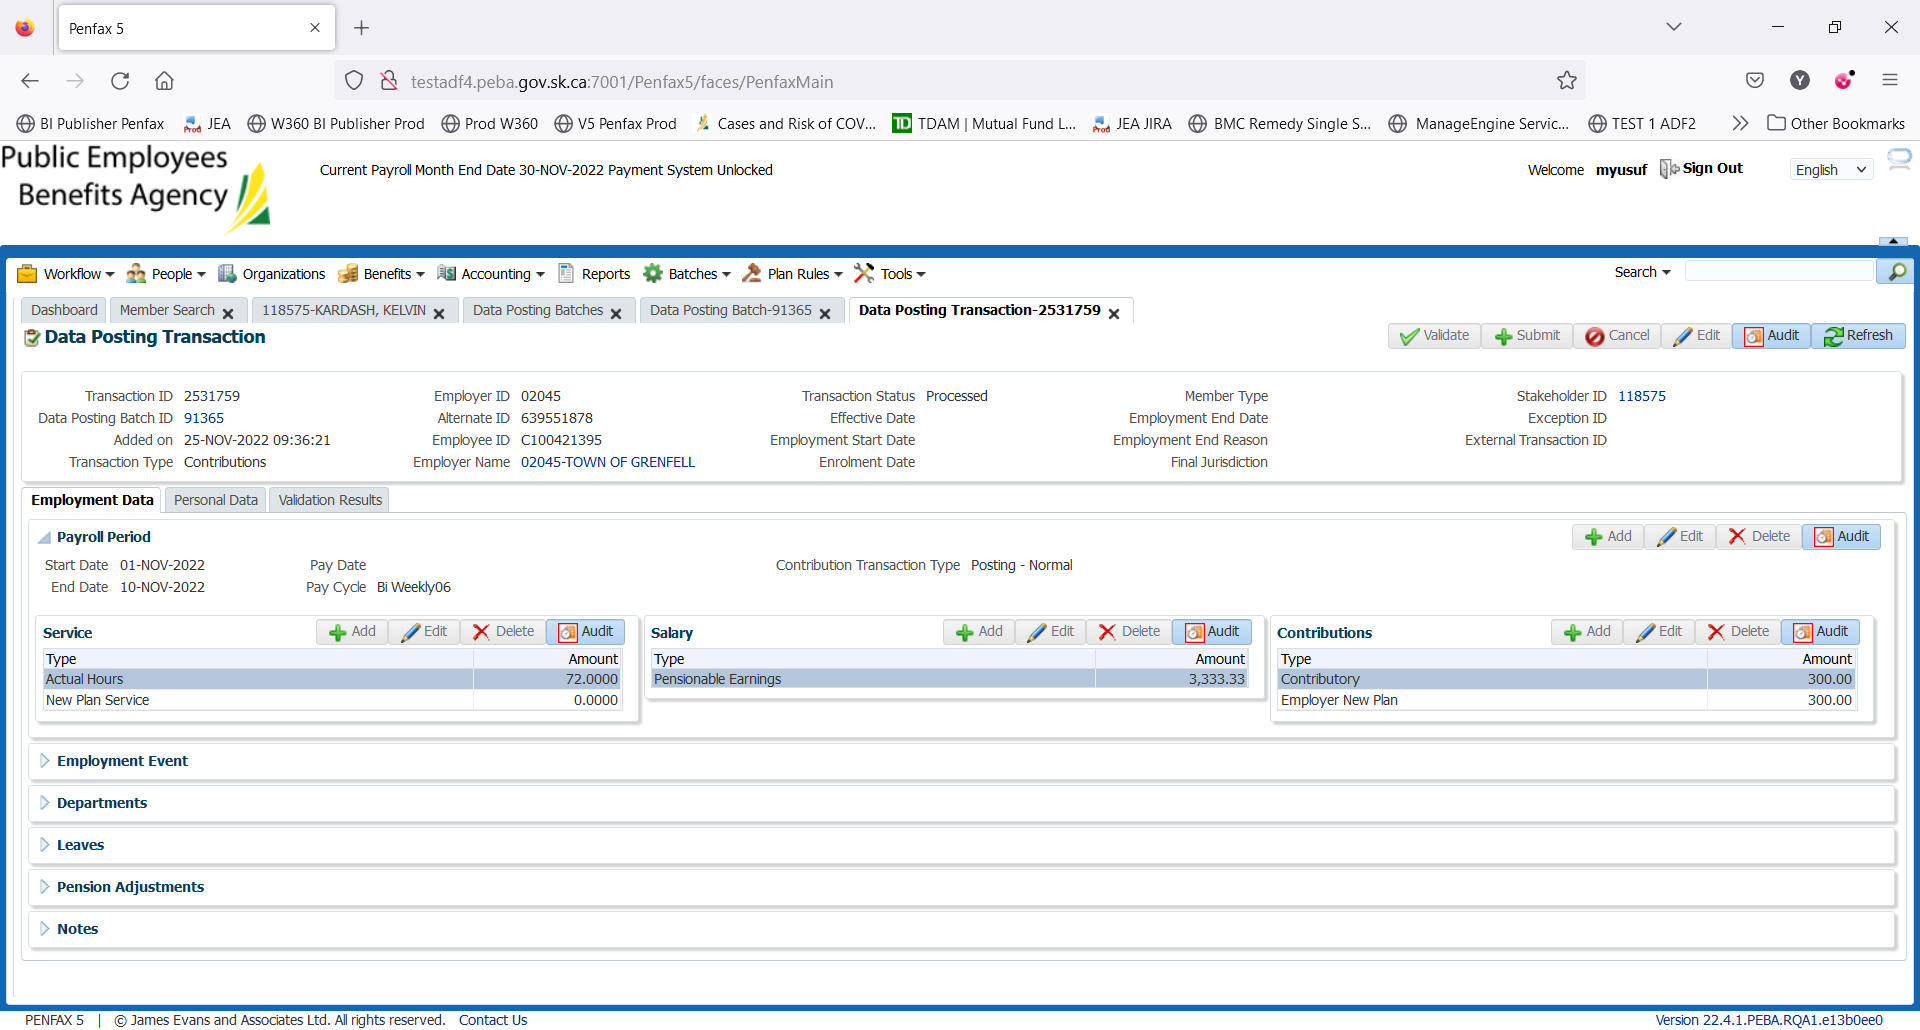 Penfax 5
testadf4.peba.gov.sk.ca:7001/Penfax5/faces/PenfaxMain
BI Publisher Penfax JEA W360 BI Publisher Prod Prod W360 V5 Penfax Prod Cases and Risk of COV... TDAM | Mutual Fund L... JEA JIRA BMC Remedy Single S... ManageEngine Servic... TEST 1 ADF2 Other Bookmarks
Public Employees
Benefits Agency
Current Payroll Month End Date 30-NOV-2022 Payment System Unlocked
Welcome myusuf Sign Out English
Workflow People Organizations Benefits Accounting Reports Batches Plan Rules Tools Search
Dashboard Member Search 118575-KARDASH, KELVIN Data Posting Batches Data Posting Batch-91365 Data Posting Transaction-2531759
Data Posting Transaction Validate Submit Cancel Edit Audit Refresh
Transaction ID 2531759 Employer ID 02045 Transaction Status Processed Member Type Stakeholder ID 118575
Data Posting Batch ID 91365 Alternate ID 639551878 Effective Date Employment End Date Exception ID
Added on 25-NOV-2022 09:36:21 Employee ID C100421395 Employment Start Date Employment End Reason External Transaction ID
Transaction Type Contributions Employer Name 02045-TOWN OF GRENFELL Enrolment Date Final Jurisdiction
Employment Data Personal Data Validation Results
Payroll Period Add Edit Delete Audit
Start Date 01-NOV-2022 Pay Date Contribution Transaction Type Posting - Normal
End Date 10-NOV-2022 Pay Cycle Bi Weekly06
Service Add Edit Delete Audit Salary Add Edit Delete Audit Contributions Add Edit Delete Audit
Type Amount Type Amount Type Amount
Actual Hours 72.0000 Pensionable Earnings 3,333.33 Contributory 300.00
New Plan Service 0.0000 Employer New Plan 300.00
Employment Event
Departments
Leaves
Pension Adjustments
Notes
PENFAX 5 | © James Evans and Associates Ltd. All rights reserved. Contact Us Version 22.4.1.PEBA.RQA1.e13b0ee0